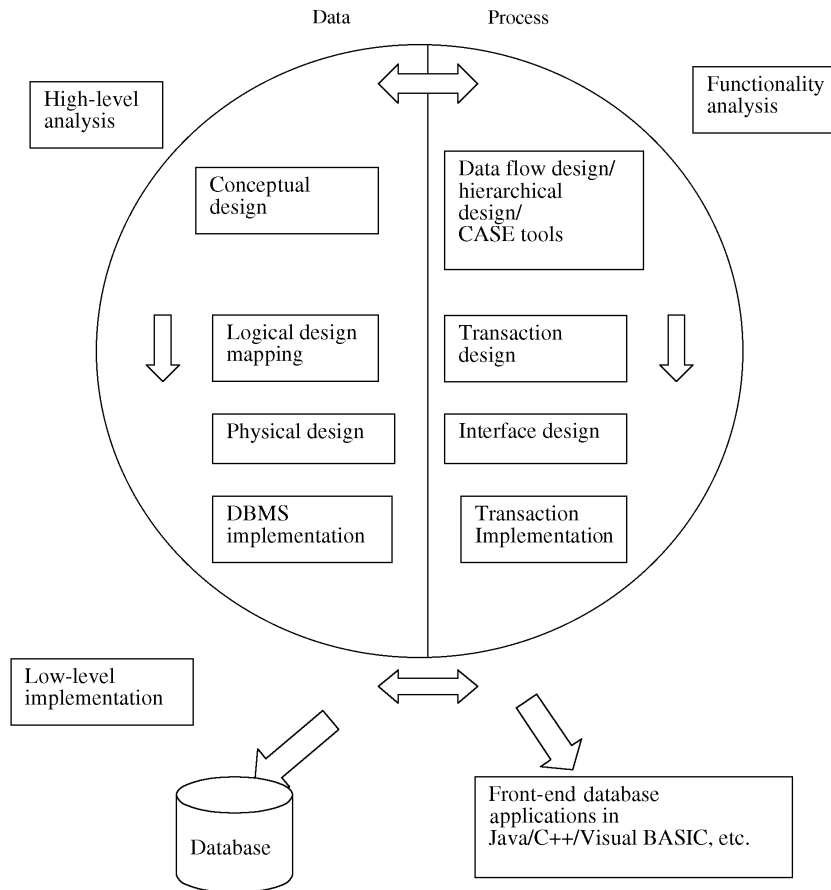 Data
Process
High-level
analysis
Functionality
analysis
Conceptual
design
Data flow design/
hierarchical
design/
CASE tools
Logical design
mapping
Transaction
design
Physical design
Interface design
DBMS
implementation
Transaction
Implementation
Low-level
implementation
Database
Front-end database
applications in
Java/C++/Visual BASIC, etc.